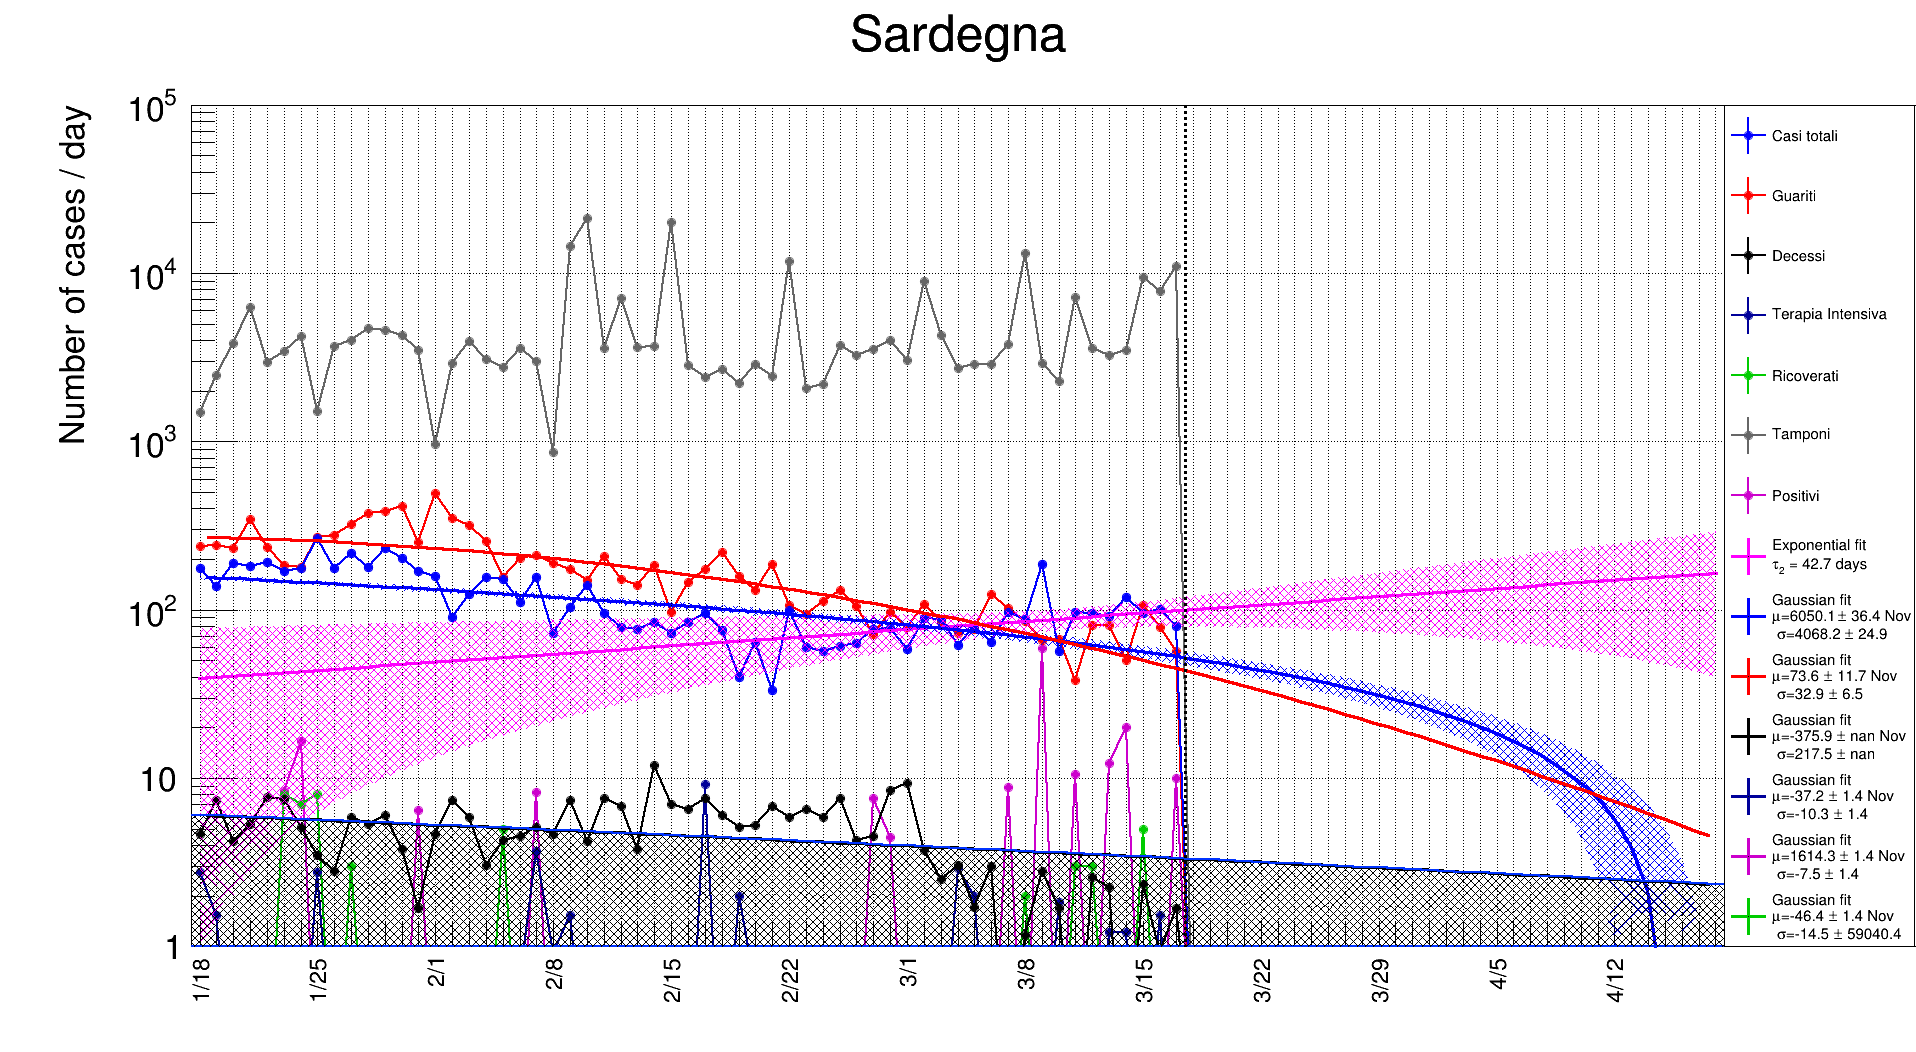 Sardegna
Number of cases / day
10^5
10^4
10^3
10^2
10
1
1/18
1/25
2/1
2/8
2/15
2/22
3/1
3/8
3/15
3/22
3/29
4/5
4/12
Casi totali
Guariti
Decessi
Terapia Intensiva
Ricoverati
Tamponi
Positivi
Exponential fit
τ₂ = 42.7 days
Gaussian fit
μ=6050.1 ± 36.4 Nov
σ=4068.2 ± 24.9
Gaussian fit
μ=73.6 ± 11.7 Nov
σ=32.9 ± 6.5
Gaussian fit
μ=-375.9 ± nan Nov
σ=217.5 ± nan
Gaussian fit
μ=-37.2 ± 1.4 Nov
σ=-10.3 ± 1.4
Gaussian fit
μ=1614.3 ± 1.4 Nov
σ=-7.5 ± 1.4
Gaussian fit
μ=-46.4 ± 1.4 Nov
σ=-14.5 ± 59040.4